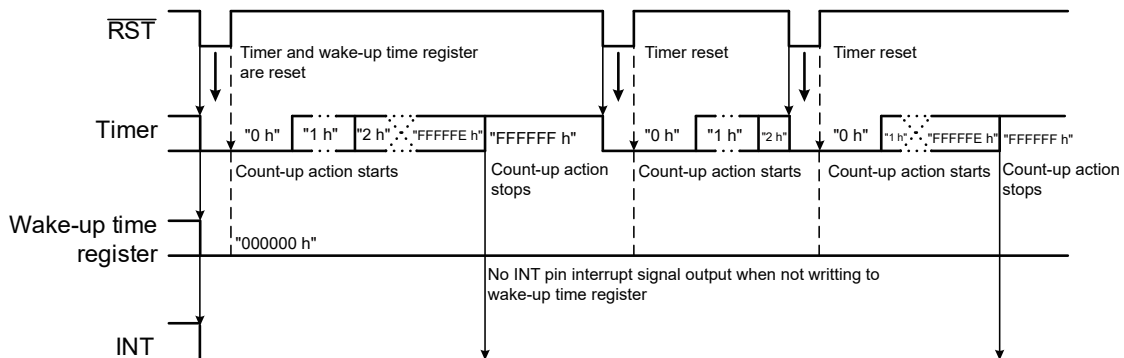 RST
Timer and wake-up time register
are reset
Timer reset
Timer reset
Timer
"0 h"
"1 h"
"2 h"
"FFFFFE h"
"FFFFFF h"
"0 h"
"1 h"
"2 h"
"0 h"
"1 h"
"FFFFFE h"
"FFFFFF h"
Count-up action starts
Count-up action
stops
Count-up action starts
Count-up action starts
Count-up action
stops
Wake-up time
register
"000000 h"
No INT pin interrupt signal output when not writting to
wake-up time register
INT